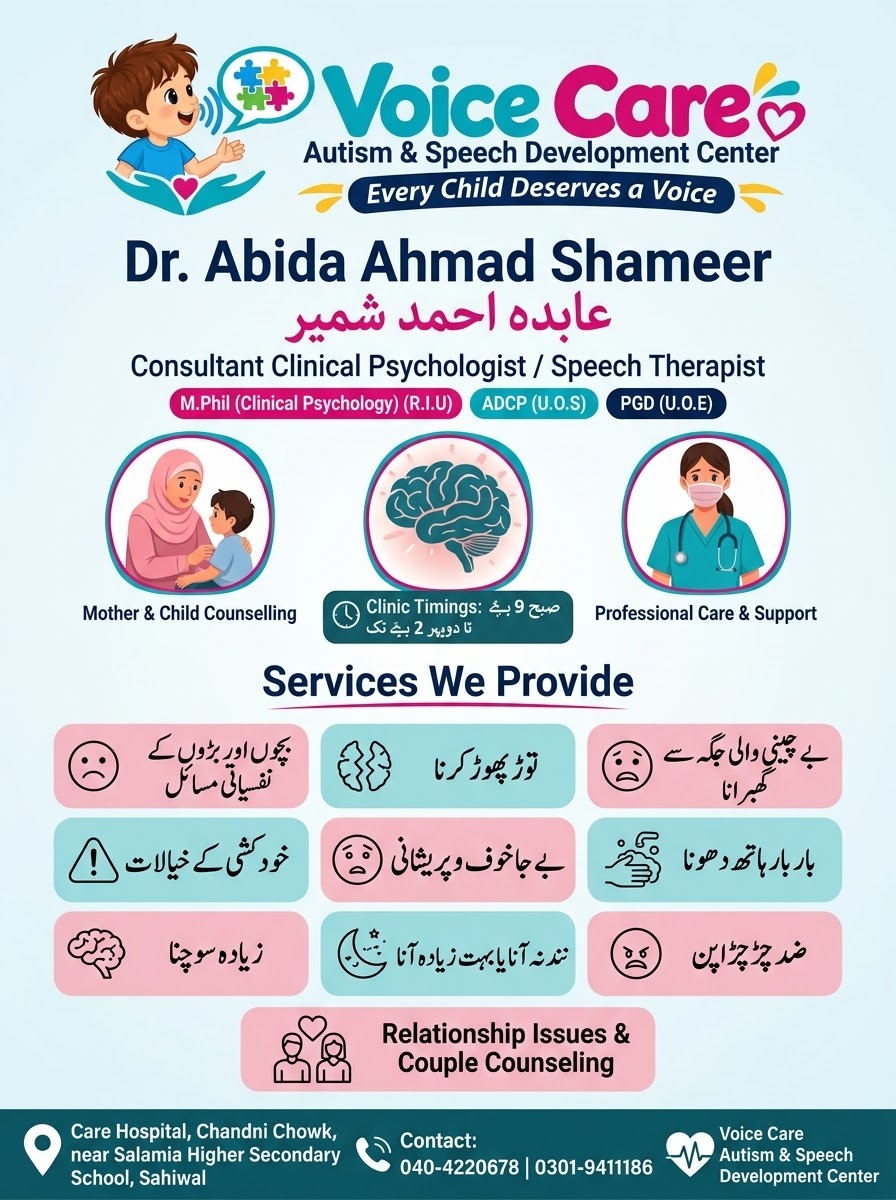 Voice Care
Autism & Speech Development Center
Every Child Deserves a Voice
Dr. Abida Ahmad Shameer
عابدہ احمد شمیر
Consultant Clinical Psychologist / Speech Therapist
M.Phil (Clinical Psychology) (R.I.U)
ADCP (U.O.S)
PGD (U.O.E)
Mother & Child Counselling
Clinic Timings: صبح 9 بجے
تا دوپہر 2 بجے تک
Professional Care & Support
Services We Provide
بچوں اور بڑوں کے
نفسیاتی مسائل
توڑ پھوڑ کرنا
بے چینی والی جگہ سے
گھبرانا
خودکشی کے خیالات
بے جا خوف و پریشانی
بار بار ہاتھ دھونا
زیادہ سوچنا
نند نہ آنا یا بہت زیادہ آنا
ضد چڑچڑاپن
Relationship Issues &
Couple Counseling
Care Hospital, Chandni Chowk,
near Salamia Higher Secondary
School, Sahiwal
Contact:
040-4220678 | 0301-9411186
Voice Care
Autism & Speech
Development Center